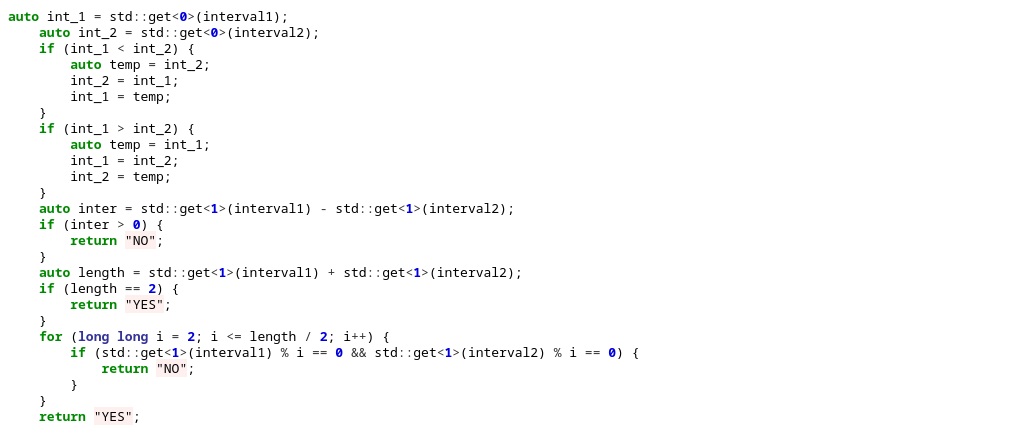 auto int_1 = std::get<0>(interval1);
    auto int_2 = std::get<0>(interval2);
    if (int_1 < int_2) {
        auto temp = int_2;
        int_2 = int_1;
        int_1 = temp;
    }
    if (int_1 > int_2) {
        auto temp = int_1;
        int_1 = int_2;
        int_2 = temp;
    }
    auto inter = std::get<1>(interval1) - std::get<1>(interval2);
    if (inter > 0) {
        return "NO";
    }
    auto length = std::get<1>(interval1) + std::get<1>(interval2);
    if (length == 2) {
        return "YES";
    }
    for (long long i = 2; i <= length / 2; i++) {
        if (std::get<1>(interval1) % i == 0 && std::get<1>(interval2) % i == 0) {
            return "NO";
        }
    }
    return "YES";